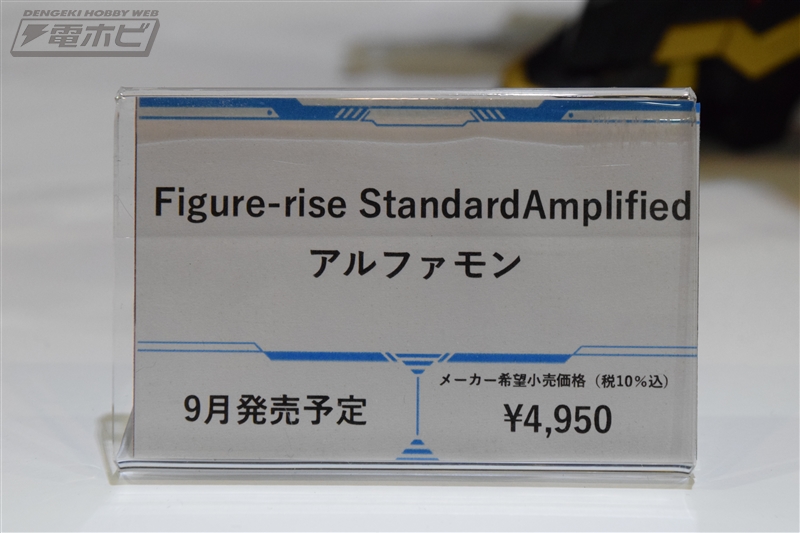 DENGEKI HOBBY WEB
電ホビ
Figure-rise StandardAmplified
アルファモン
メーカー希望小売価格（税10%込）
9月発売予定
¥4,950